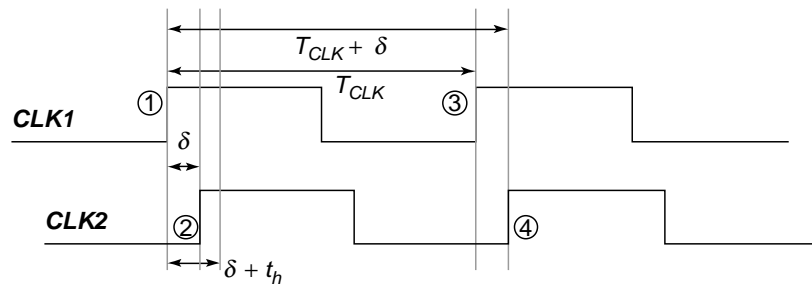 T_CLK + δ
T_CLK
① ③
CLK1
δ
CLK2
② ④
δ + t_h